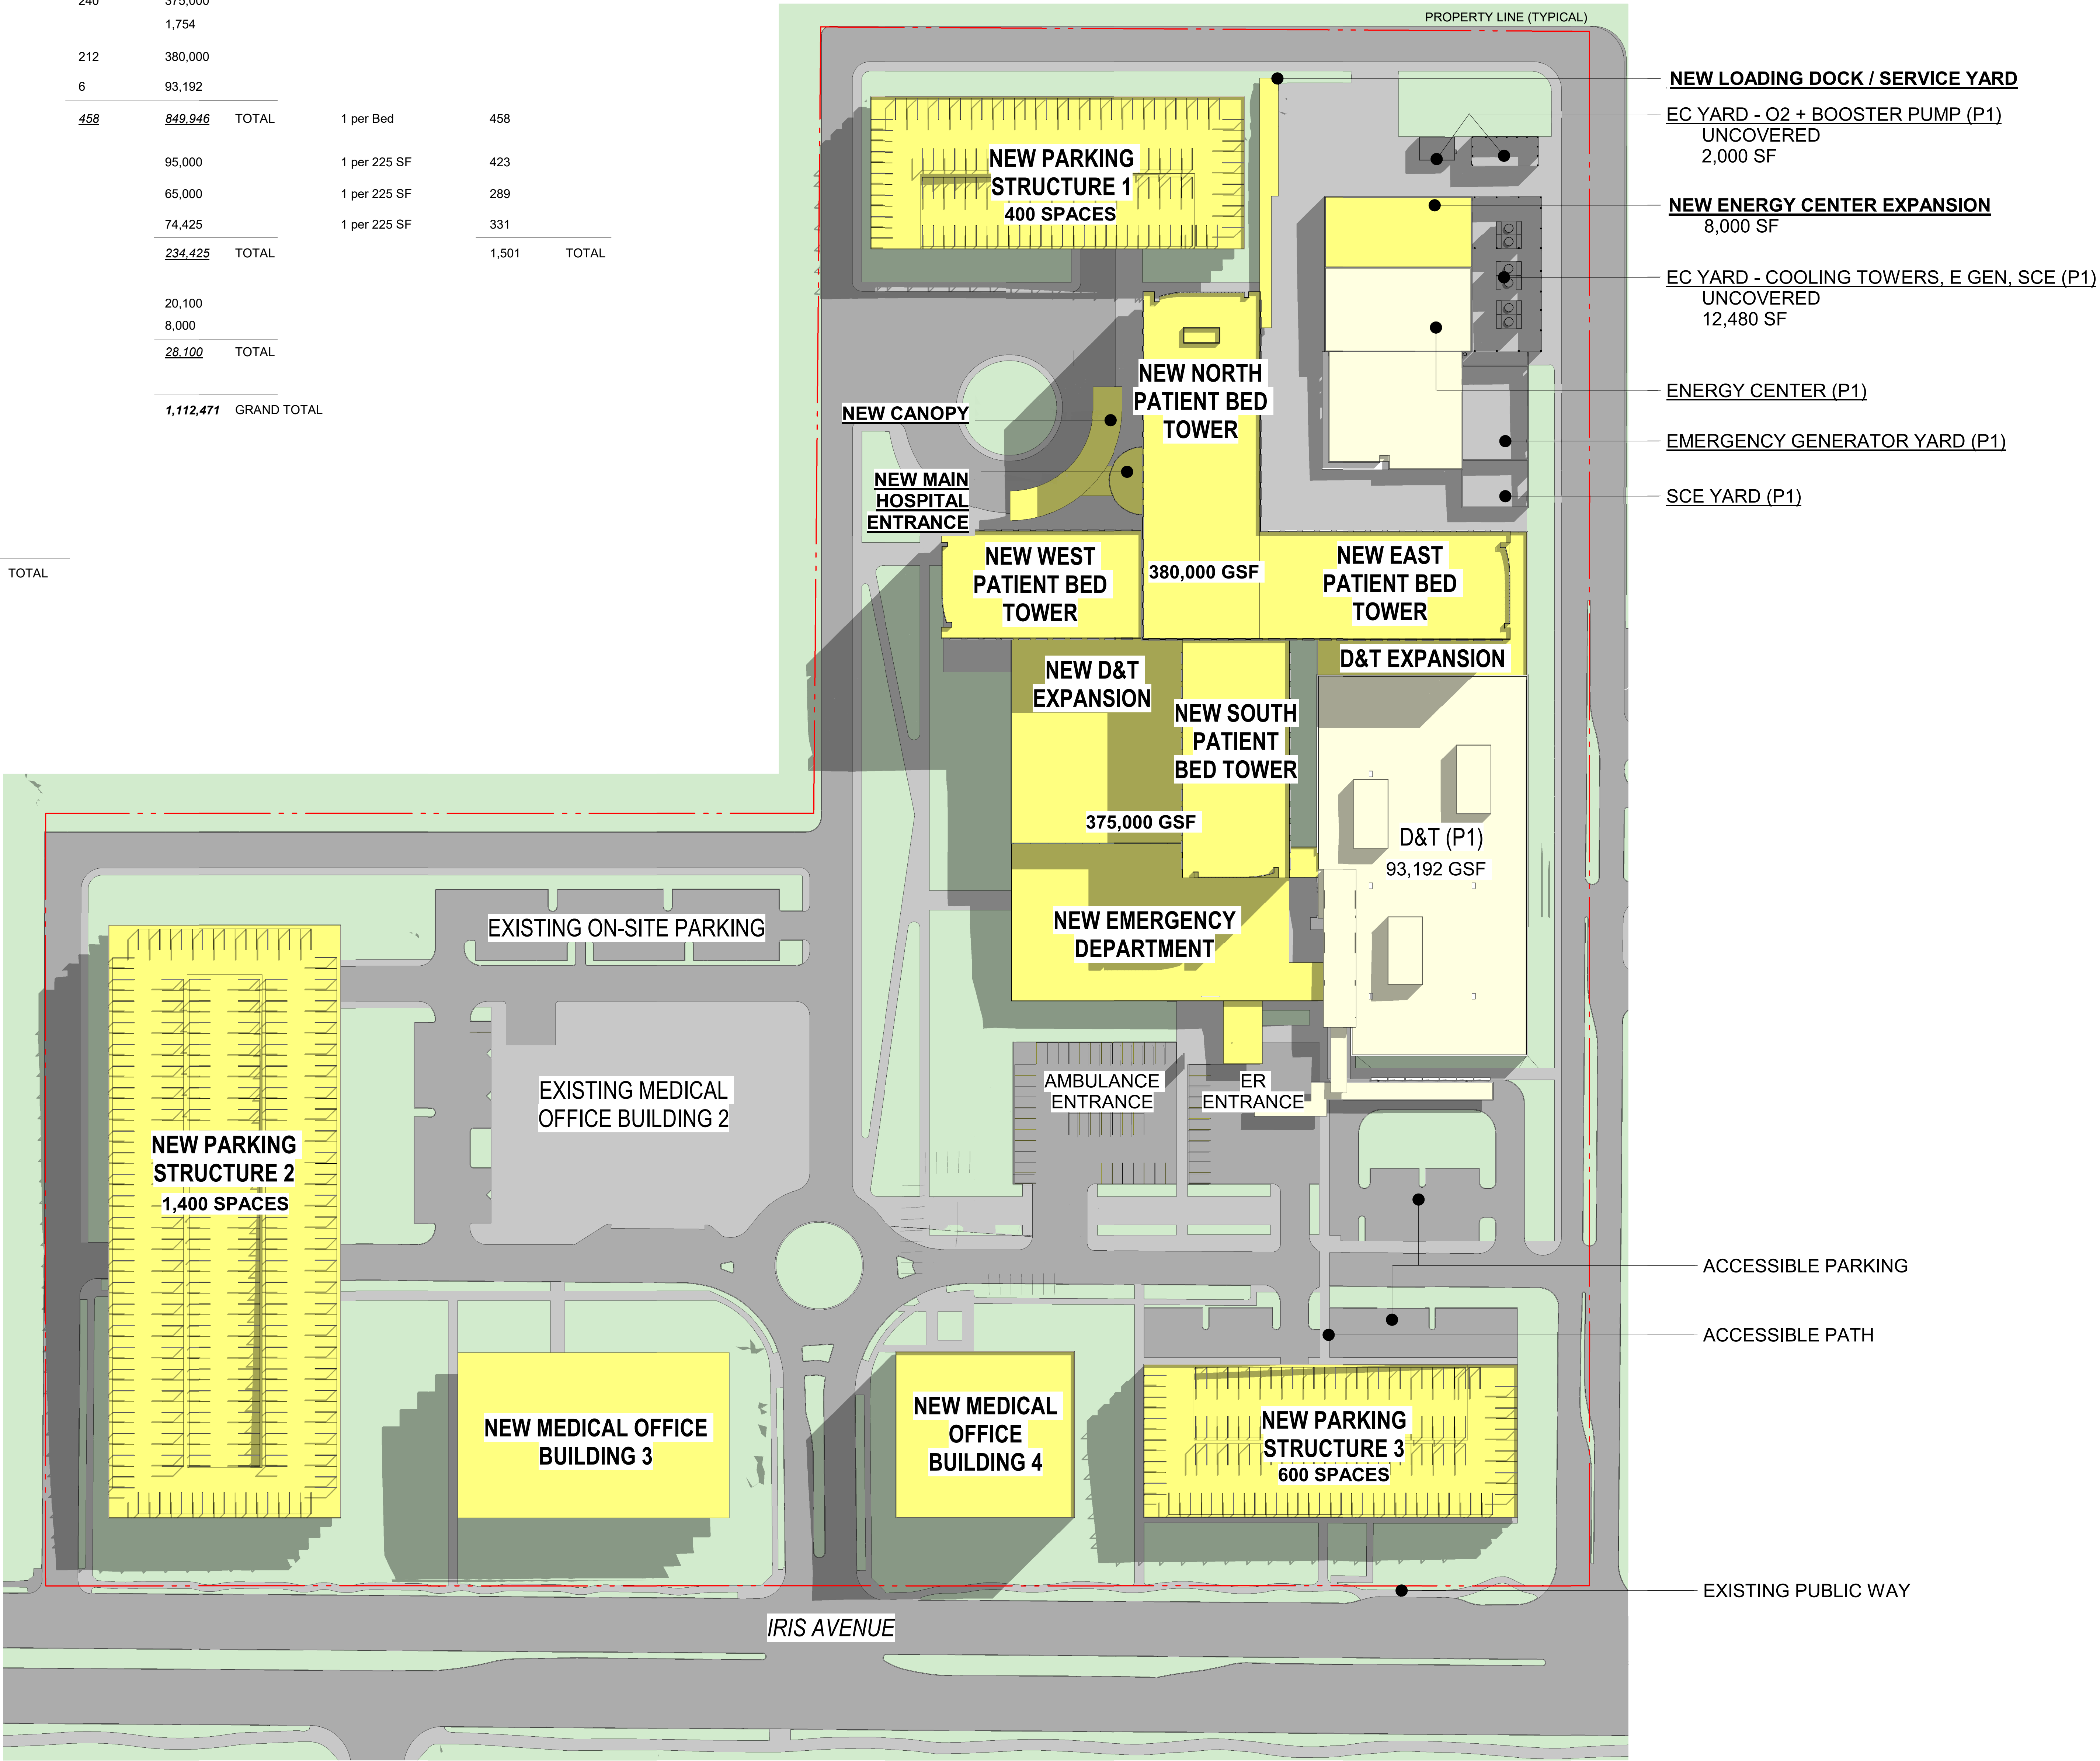 240 375,000
1,754
212 380,000
6 93,192
458 849,946 TOTAL 1 per Bed 458
95,000 1 per 225 SF 423
65,000 1 per 225 SF 289
74,425 1 per 225 SF 331
234,425 TOTAL 1,501 TOTAL
20,100
8,000
28,100 TOTAL
1,112,471 GRAND TOTAL
TOTAL
PROPERTY LINE (TYPICAL)
NEW LOADING DOCK / SERVICE YARD
EC YARD - O2 + BOOSTER PUMP (P1)
UNCOVERED
2,000 SF
NEW ENERGY CENTER EXPANSION
8,000 SF
EC YARD - COOLING TOWERS, E GEN, SCE (P1)
UNCOVERED
12,480 SF
ENERGY CENTER (P1)
EMERGENCY GENERATOR YARD (P1)
SCE YARD (P1)
NEW PARKING
STRUCTURE 1
400 SPACES
NEW NORTH
PATIENT BED
TOWER
NEW CANOPY
NEW MAIN
HOSPITAL
ENTRANCE
NEW WEST
PATIENT BED
TOWER
380,000 GSF
NEW EAST
PATIENT BED
TOWER
NEW D&T
EXPANSION
D&T EXPANSION
NEW SOUTH
PATIENT
BED TOWER
375,000 GSF
D&T (P1)
93,192 GSF
NEW EMERGENCY
DEPARTMENT
EXISTING ON-SITE PARKING
EXISTING MEDICAL
OFFICE BUILDING 2
AMBULANCE
ENTRANCE
ER
ENTRANCE
NEW PARKING
STRUCTURE 2
1,400 SPACES
ACCESSIBLE PARKING
ACCESSIBLE PATH
NEW MEDICAL OFFICE
BUILDING 3
NEW MEDICAL
OFFICE
BUILDING 4
NEW PARKING
STRUCTURE 3
600 SPACES
EXISTING PUBLIC WAY
IRIS AVENUE